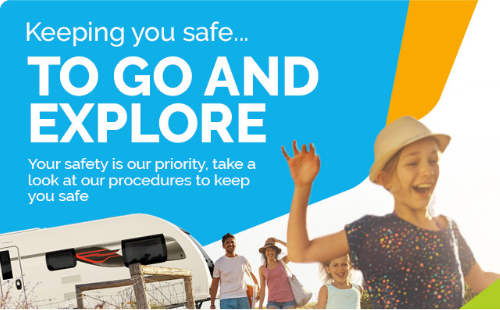 Keeping you safe...
TO GO AND
EXPLORE
Your safety is our priority, take a
look at our procedures to keep
you safe